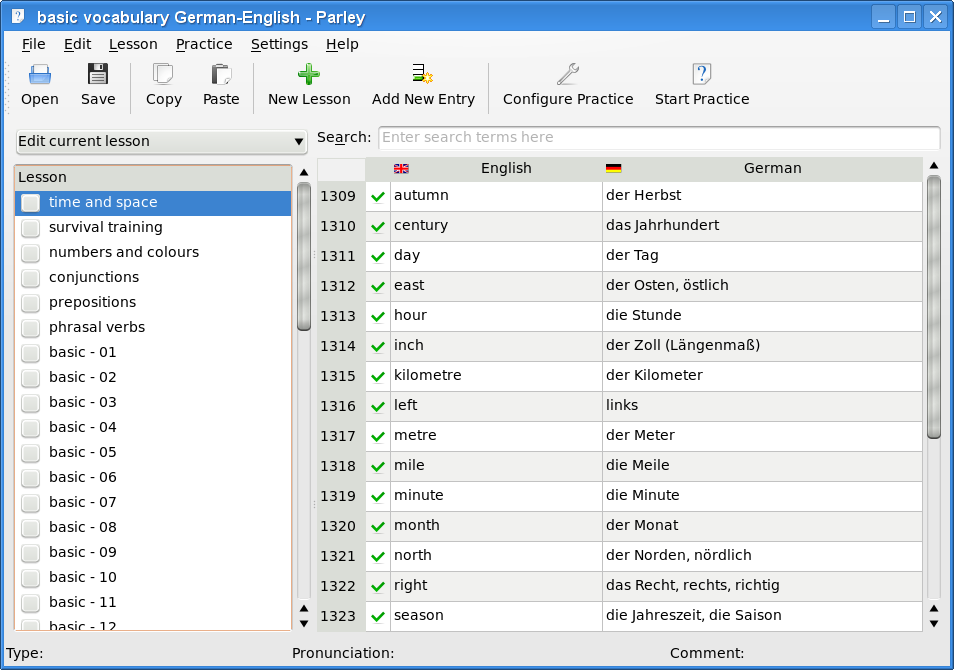 basic vocabulary German-English - Parley
File Edit Lesson Practice Settings Help
Open Save Copy Paste New Lesson Add New Entry Configure Practice Start Practice
Edit current lesson
Search: Enter search terms here
Lesson
time and space
survival training
numbers and colours
conjunctions
prepositions
phrasal verbs
basic - 01
basic - 02
basic - 03
basic - 04
basic - 05
basic - 06
basic - 07
basic - 08
basic - 09
basic - 10
basic - 11
basic - 12
English German
1309 autumn der Herbst
1310 century das Jahrhundert
1311 day der Tag
1312 east der Osten, östlich
1313 hour die Stunde
1314 inch der Zoll (Längenmaß)
1315 kilometre der Kilometer
1316 left links
1317 metre der Meter
1318 mile die Meile
1319 minute die Minute
1320 month der Monat
1321 north der Norden, nördlich
1322 right das Recht, rechts, richtig
1323 season die Jahreszeit, die Saison
Type: Pronunciation: Comment: